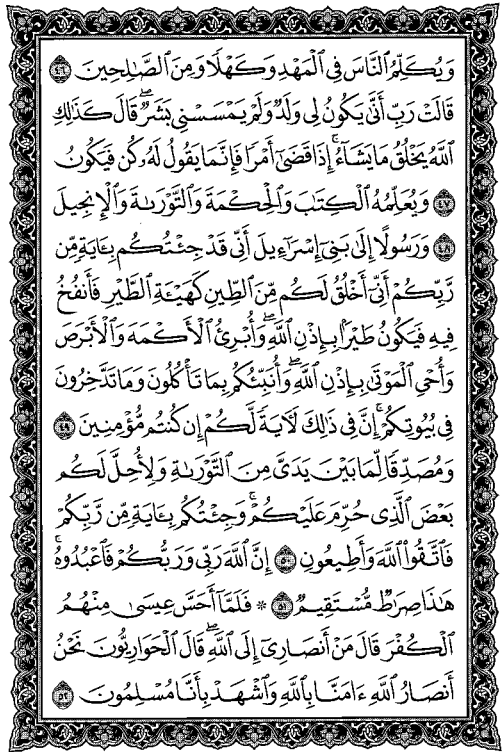 وَيُكَلِّمُ ٱلنَّاسَ فِى ٱلْمَهْدِ وَكَهْلًا وَمِنَ ٱلصَّٰلِحِينَ ٤٦
قَالَتْ رَبِّ أَنَّىٰ يَكُونُ لِى وَلَدٌ وَلَمْ يَمْسَسْنِى بَشَرٌۖ قَالَ كَذَٰلِكِ
ٱللَّهُ يَخْلُقُ مَا يَشَآءُۚ إِذَا قَضَىٰٓ أَمْرًا فَإِنَّمَا يَقُولُ لَهُۥ كُن فَيَكُونُ
٤٧ وَيُعَلِّمُهُ ٱلْكِتَٰبَ وَٱلْحِكْمَةَ وَٱلتَّوْرَىٰةَ وَٱلْإِنجِيلَ
٤٨ وَرَسُولًا إِلَىٰ بَنِىٓ إِسْرَٰٓءِيلَ أَنِّى قَدْ جِئْتُكُم بِـَٔايَةٍ مِّن
رَّبِّكُمْ أَنِّىٓ أَخْلُقُ لَكُم مِّنَ ٱلطِّينِ كَهَيْـَٔةِ ٱلطَّيْرِ فَأَنفُخُ
فِيهِ فَيَكُونُ طَيْرًۢا بِإِذْنِ ٱللَّهِۖ وَأُبْرِئُ ٱلْأَكْمَهَ وَٱلْأَبْرَصَ
وَأُحْىِ ٱلْمَوْتَىٰ بِإِذْنِ ٱللَّهِۖ وَأُنَبِّئُكُم بِمَا تَأْكُلُونَ وَمَا تَدَّخِرُونَ
فِى بُيُوتِكُمْۚ إِنَّ فِى ذَٰلِكَ لَـَٔايَةً لَّكُمْ إِن كُنتُم مُّؤْمِنِينَ ٤٩
وَمُصَدِّقًا لِّمَا بَيْنَ يَدَىَّ مِنَ ٱلتَّوْرَىٰةِ وَلِأُحِلَّ لَكُم
بَعْضَ ٱلَّذِى حُرِّمَ عَلَيْكُمْۚ وَجِئْتُكُم بِـَٔايَةٍ مِّن رَّبِّكُمْ
فَٱتَّقُوا۟ ٱللَّهَ وَأَطِيعُونِ ٥٠ إِنَّ ٱللَّهَ رَبِّى وَرَبُّكُمْ فَٱعْبُدُوهُۗ
هَٰذَا صِرَٰطٌ مُّسْتَقِيمٌ ٥١ ۞ فَلَمَّآ أَحَسَّ عِيسَىٰ مِنْهُمُ
ٱلْكُفْرَ قَالَ مَنْ أَنصَارِىٓ إِلَى ٱللَّهِۖ قَالَ ٱلْحَوَارِيُّونَ نَحْنُ
أَنصَارُ ٱللَّهِ ءَامَنَّا بِٱللَّهِ وَٱشْهَدْ بِأَنَّا مُسْلِمُونَ ٥٢